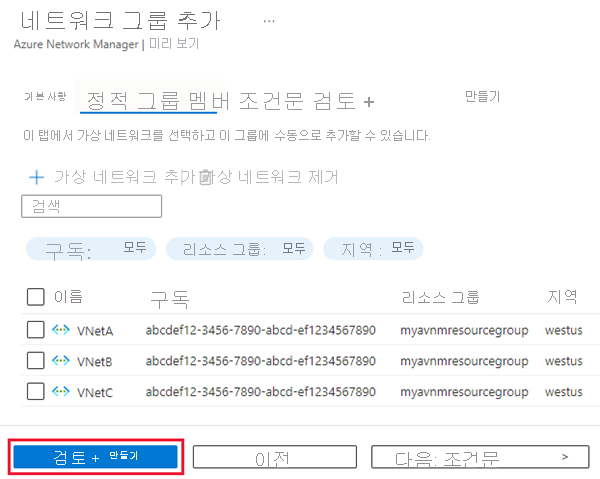 네트워크 그룹 추가 ...
Azure Network Manager | 미리 보기
기본 사항 정적 그룹 멤버 조건문 검토 + 만들기
이 탭에서 가상 네트워크를 선택하고 이 그룹에 수동으로 추가할 수 있습니다.
+ 가상 네트워크 추가 상 네트워크 제거
검색
구독: 모두 리소스 그룹: 모두 지역 : 모두
이름 구독 리소스 그룹 지역
VNetA abcdef12-3456-7890-abcd-ef1234567890 myavnmresourcegroup westus
VNetB abcdef12-3456-7890-abcd-ef1234567890 myavnmresourcegroup westus
VNetC abcdef12-3456-7890-abcd-ef1234567890 myavnmresourcegroup westus
검토 + 만들기 이전 다음: 조건문 >